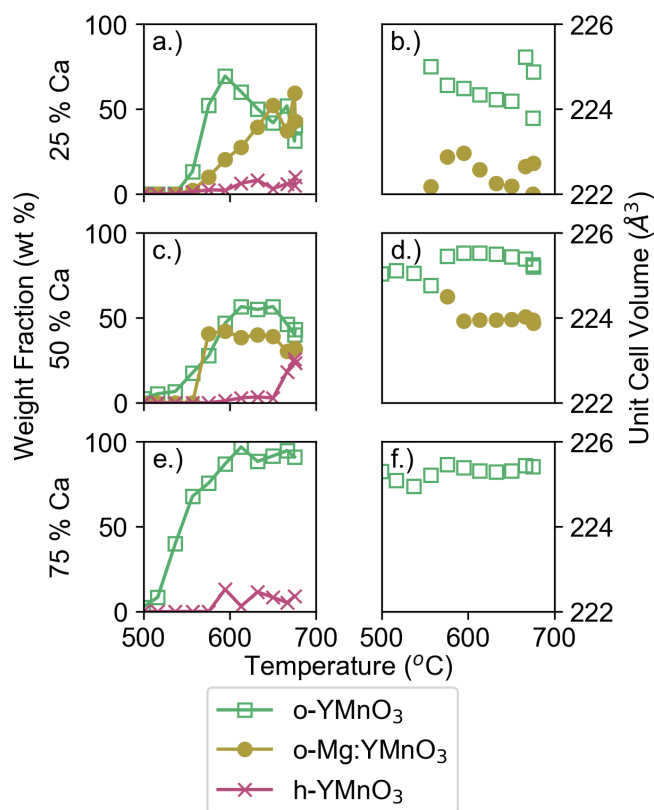 Weight Fraction (wt %)
Unit Cell Volume (Å³)
25 % Ca
a.)
100
50
0
b.)
226
224
222
50 % Ca
c.)
100
50
0
d.)
226
224
222
75 % Ca
e.)
100
50
0
f.)
226
224
222
500 600 700 500 600 700
Temperature (°C)
o-YMnO₃
o-Mg:YMnO₃
h-YMnO₃